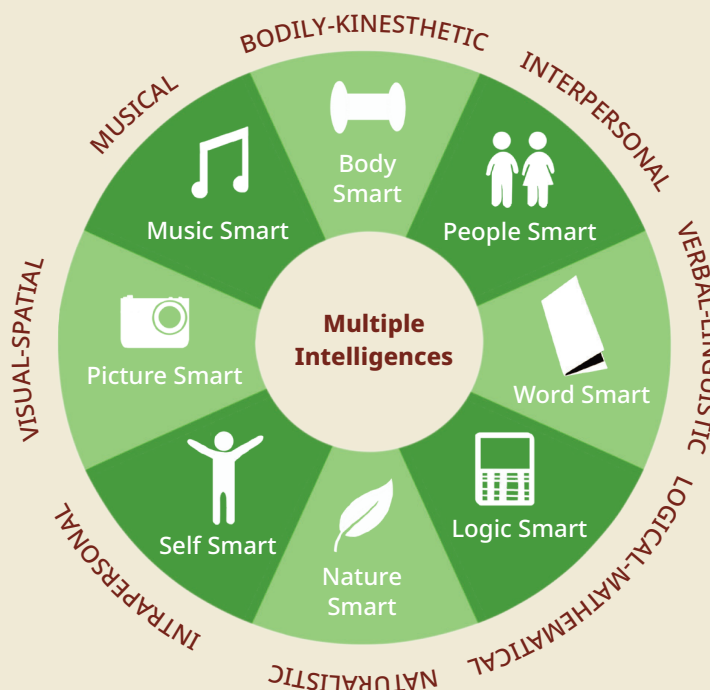 BODILY-KINESTHETIC
INTERPERSONAL
VERBAL-LINGUISTIC
LOGICAL-MATHEMATICAL
NATURALISTIC
INTRAPERSONAL
VISUAL-SPATIAL
MUSICAL
Body
Smart
People Smart
Word Smart
Logic Smart
Nature
Smart
Self Smart
Picture Smart
Music Smart
Multiple
Intelligences